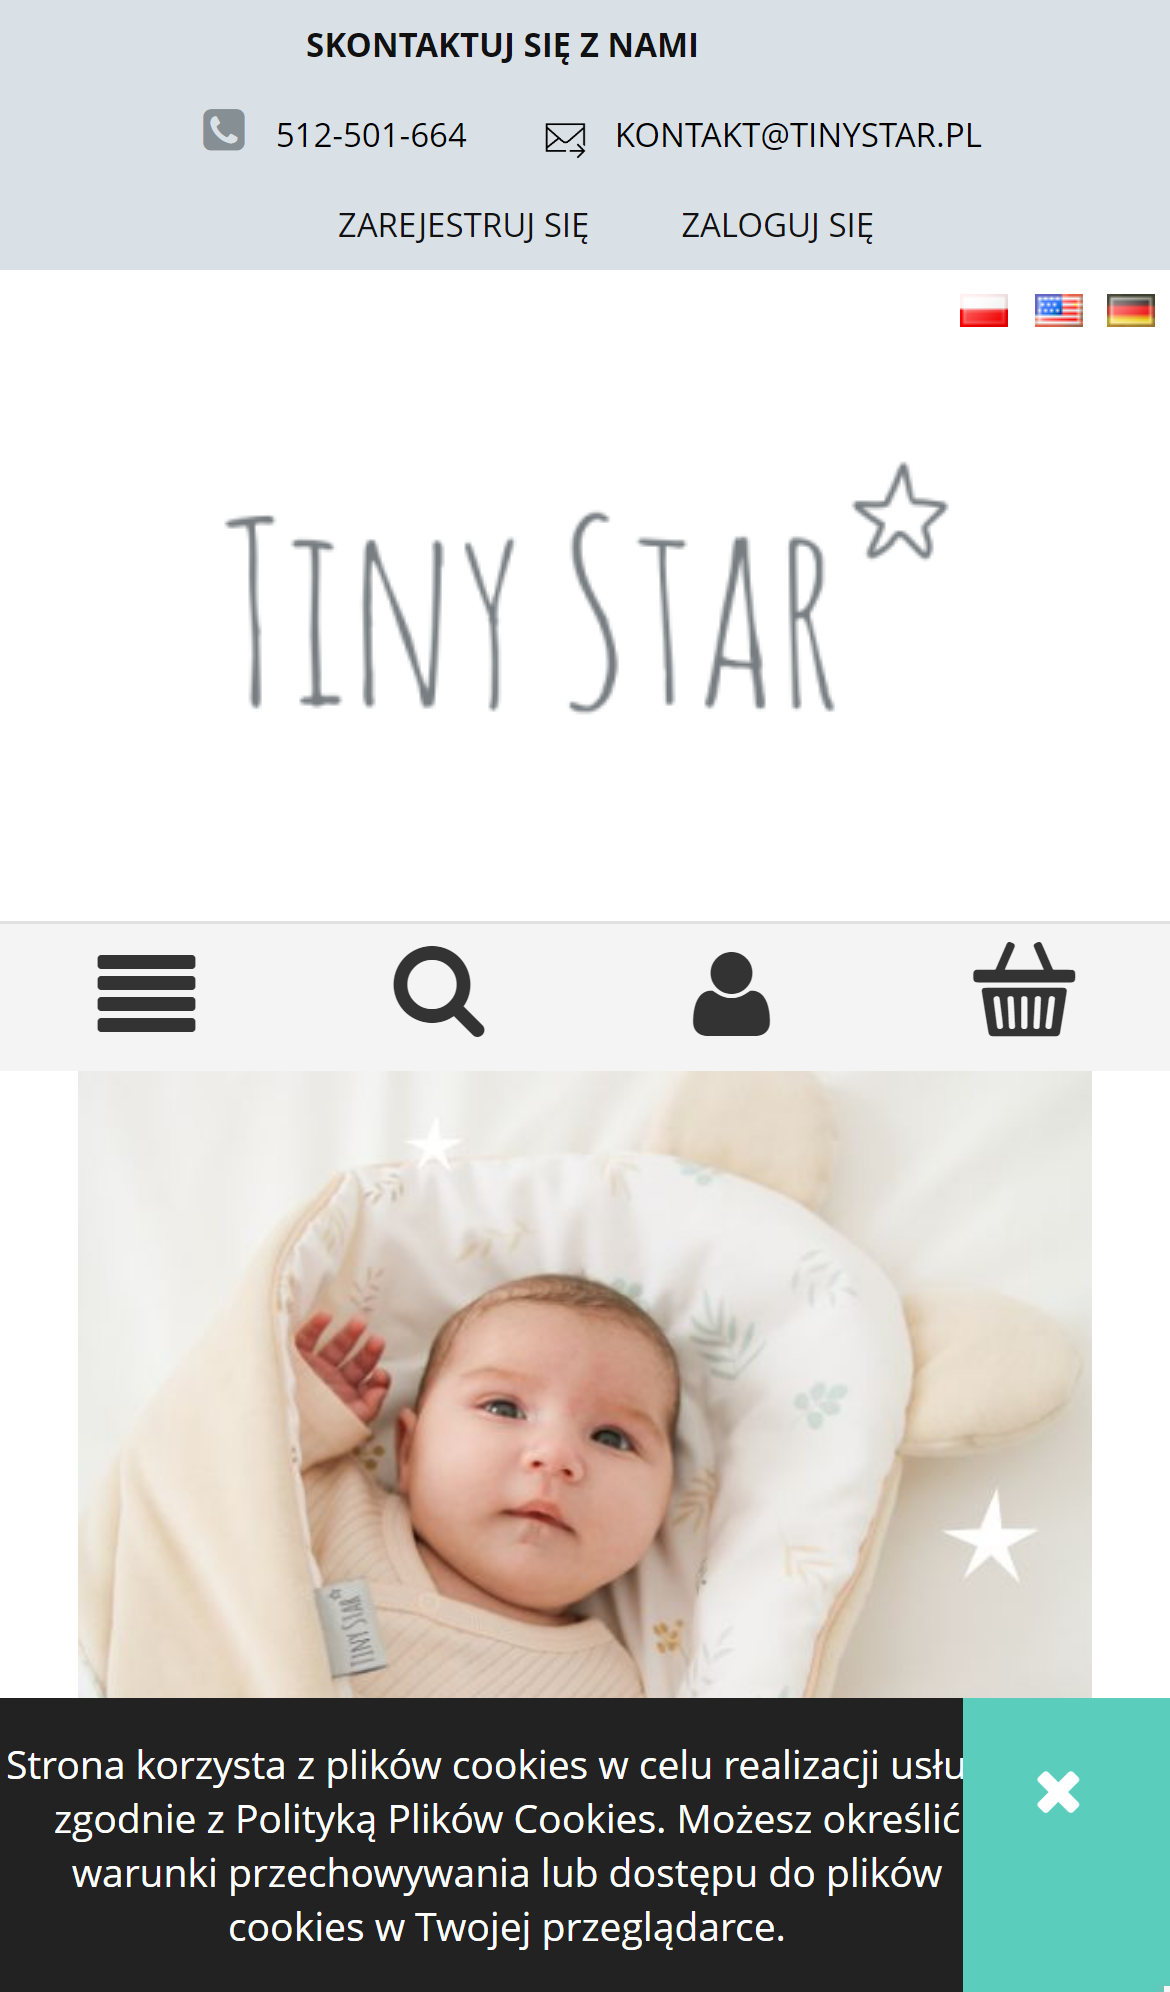 SKONTAKTUJ SIĘ Z NAMI
512-501-664 KONTAKT@TINYSTAR.PL
ZAREJESTRUJ SIĘ ZALOGUJ SIĘ
TINY STAR
TINY STAR
Strona korzysta z plików cookies w celu realizacji usłu
zgodnie z Polityką Plików Cookies. Możesz określić
warunki przechowywania lub dostępu do plików
cookies w Twojej przeglądarce.